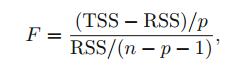 F = (TSS − RSS)/p / RSS/(n − p − 1),